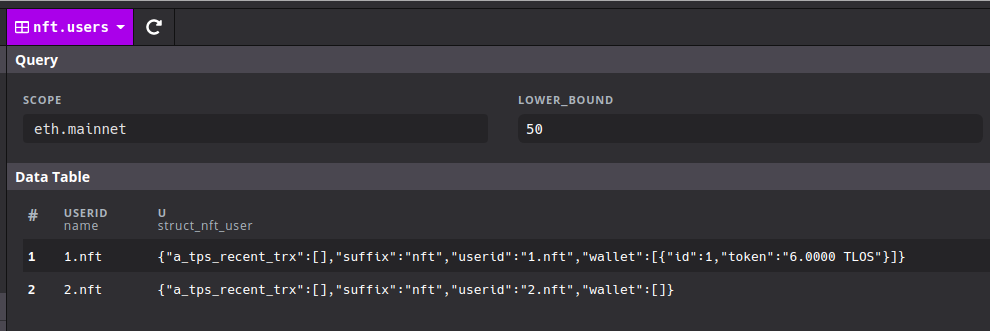 nft.users
Query
SCOPE LOWER_BOUND
eth.mainnet 50
Data Table
# USERID U
name struct_nft_user
1 1.nft {"a_tps_recent_trx":[],"suffix":"nft","userid":"1.nft","wallet":[{"id":1,"token":"6.0000 TLOS"}]}
2 2.nft {"a_tps_recent_trx":[],"suffix":"nft","userid":"2.nft","wallet":[]}